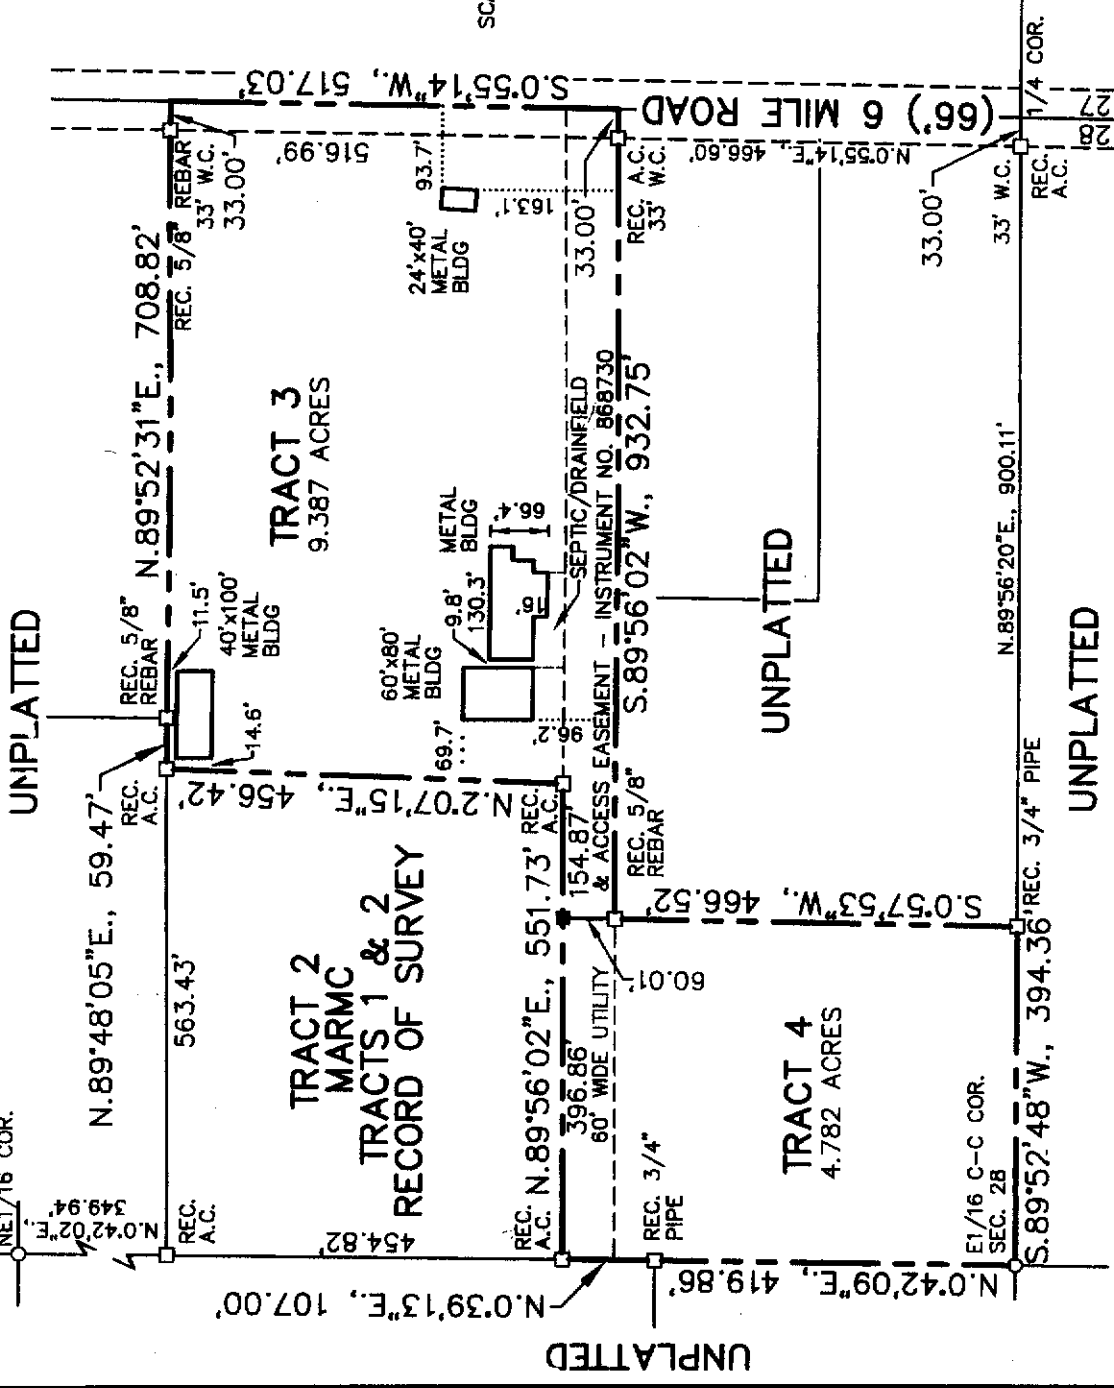 SC
UNPLATTED
NE1/16 COR.
N.0°42'02"E., 349.94'
N.89°48'05"E., 59.47'
REC. 5/8"
REBAR
N.89°52'31"E., 708.82'
REC. 5/8" REBAR
33' W.C.
33.00'
S.0°55'14"W., 517.03'
516.99'
REC.
A.C.
563.43'
REC.
A.C.
14.6'
11.5'
40'x100'
METAL
BLDG
TRACT 3
9.387 ACRES
93.7'
24'x40'
METAL
BLDG
163.1'
33.00'
REC. A.C.
33' W.C.
(66') 6 MILE ROAD
N.0°55'14"E., 466.60'
N.2°07'15"E., 456.42'
TRACT 2
MARMC
TRACTS 1 & 2
RECORD OF SURVEY
454.82'
60'x80'
METAL
BLDG
69.7'
96.2'
9.8'
130.3'
METAL
BLDG
66.4'
16'
SEPTIC/DRAINFIELD
REC.
A.C.
N.89°56'02"E., 551.73'
REC.
A.C.
396.86'
154.87'
60' WIDE UTILITY & ACCESS EASEMENT - INSTRUMENT NO. 868730
S.89°56'02"W., 932.75'
REC. 5/8"
REBAR
60.01'
N.0°39'13"E., 107.00'
REC. 3/4"
PIPE
UNPLATTED
N.0°42'09"E., 419.86'
TRACT 4
4.782 ACRES
S.0°57'53"W., 466.52'
UNPLATTED
33.00'
33' W.C.
REC.
A.C.
1/4 COR.
28
27
E1/16 C-C COR.
SEC. 28
S.89°52'48"W., 394.36'
REC. 3/4" PIPE
N.89°56'20"E., 900.11'
UNPLATTED